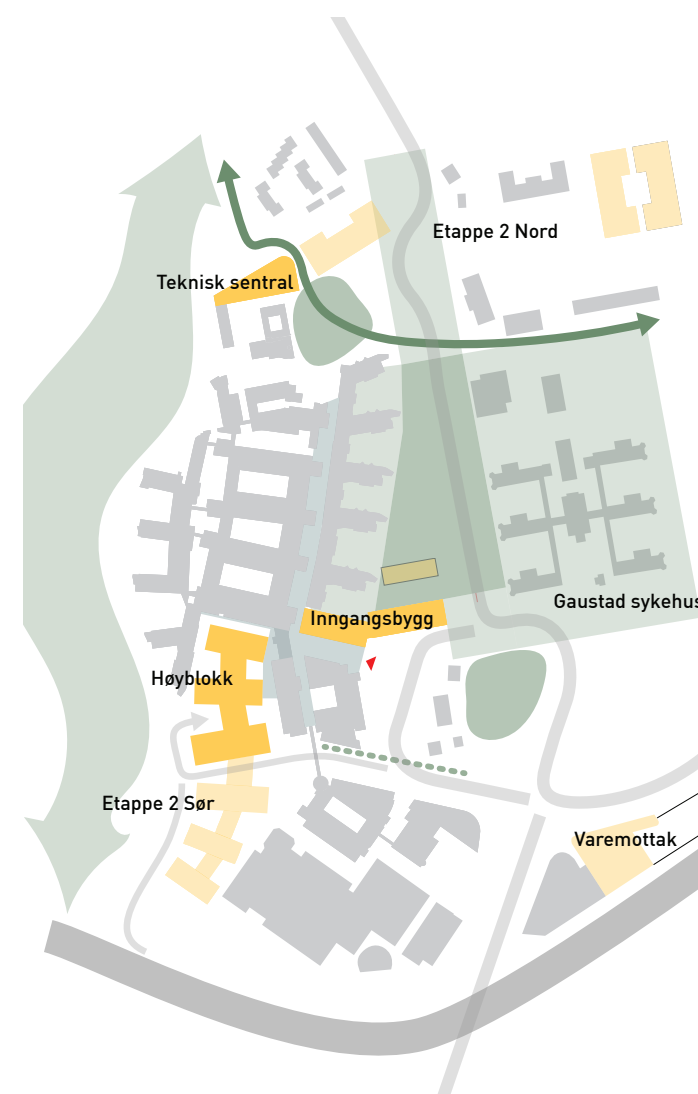 Etappe 2 Nord
Teknisk sentral
Gaustad sykehus
Inngangsbygg
Høyblokk
Etappe 2 Sør
Varemottak